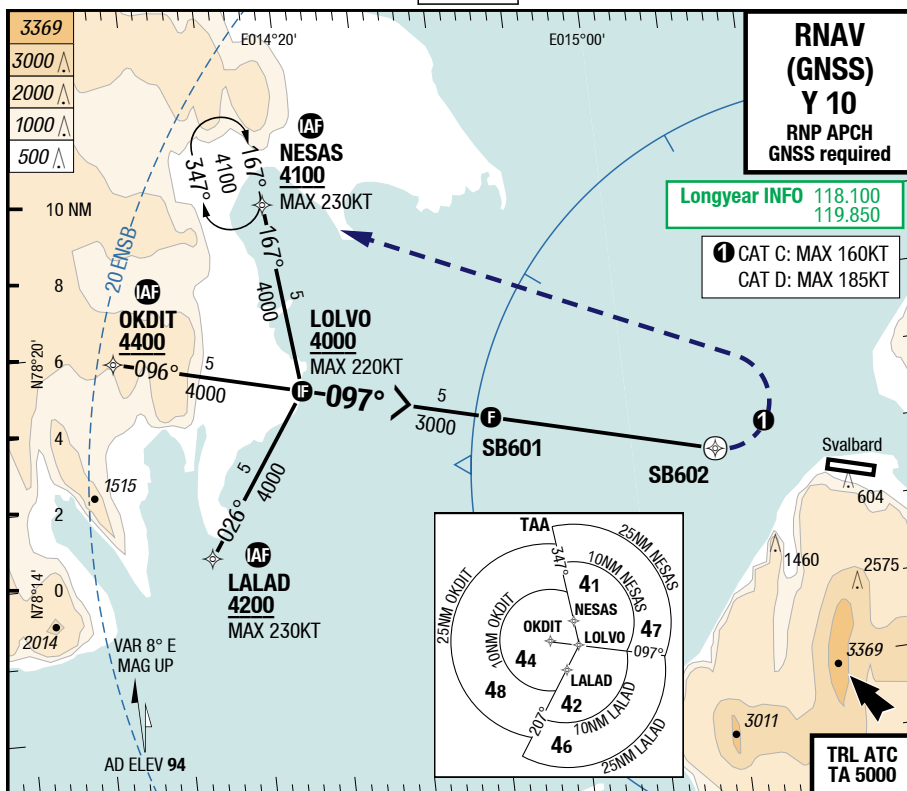 3369
3000
2000
1000
500
E014°20'
E015°00'
RNAV
(GNSS)
Y 10
RNP APCH
GNSS required
Longyear INFO 118.100
119.850
1 CAT C: MAX 160KT
CAT D: MAX 185KT
10 NM
8
6
4
2
0
N78°20'
N78°14'
20 ENSB
IAF
NESAS
4100
MAX 230KT
167°
4100
347°
167°
5
4000
IAF
OKDIT
4400
096°
5
4000
LOLVO
4000
MAX 220KT
IF
097°
5
3000
F
SB601
SB602
1
Svalbard
604
026°
5
4000
IAF
LALAD
4200
MAX 230KT
1515
2014
1460
2575
3369
3011
VAR 8° E
MAG UP
AD ELEV 94
TAA
347°
25NM NESAS
10NM NESAS
41
NESAS
47
25NM OKDIT
10NM OKDIT
OKDIT
LOLVO
097°
44
48
LALAD
42
207°
10NM LALAD
46
25NM LALAD
TRL ATC
TA 5000